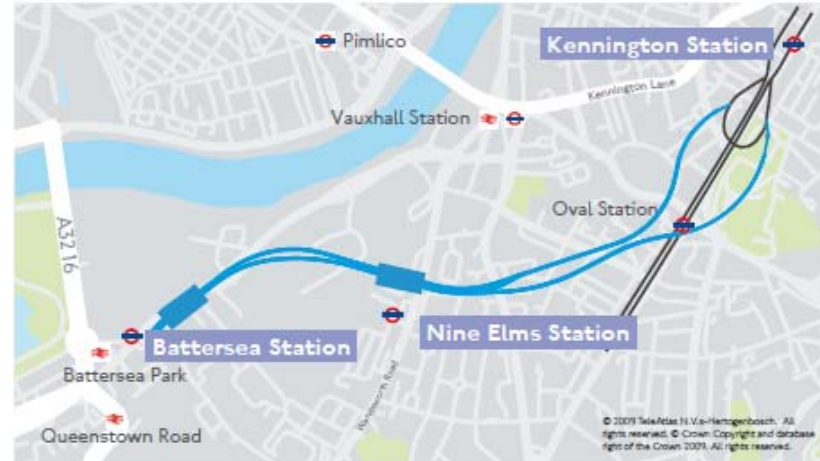 Pimlico
Kennington Station
Kennington Lane
Vauxhall Station
Oval Station
A3216
Battersea Station
Nine Elms Station
Wandsworth Road
Battersea Park
Queenstown Road
© 2009 TeleAtlas N.V.s-Hertogenbosch. All
rights reserved. © Crown Copyright and database
right of the Crown 2009. All rights reserved.